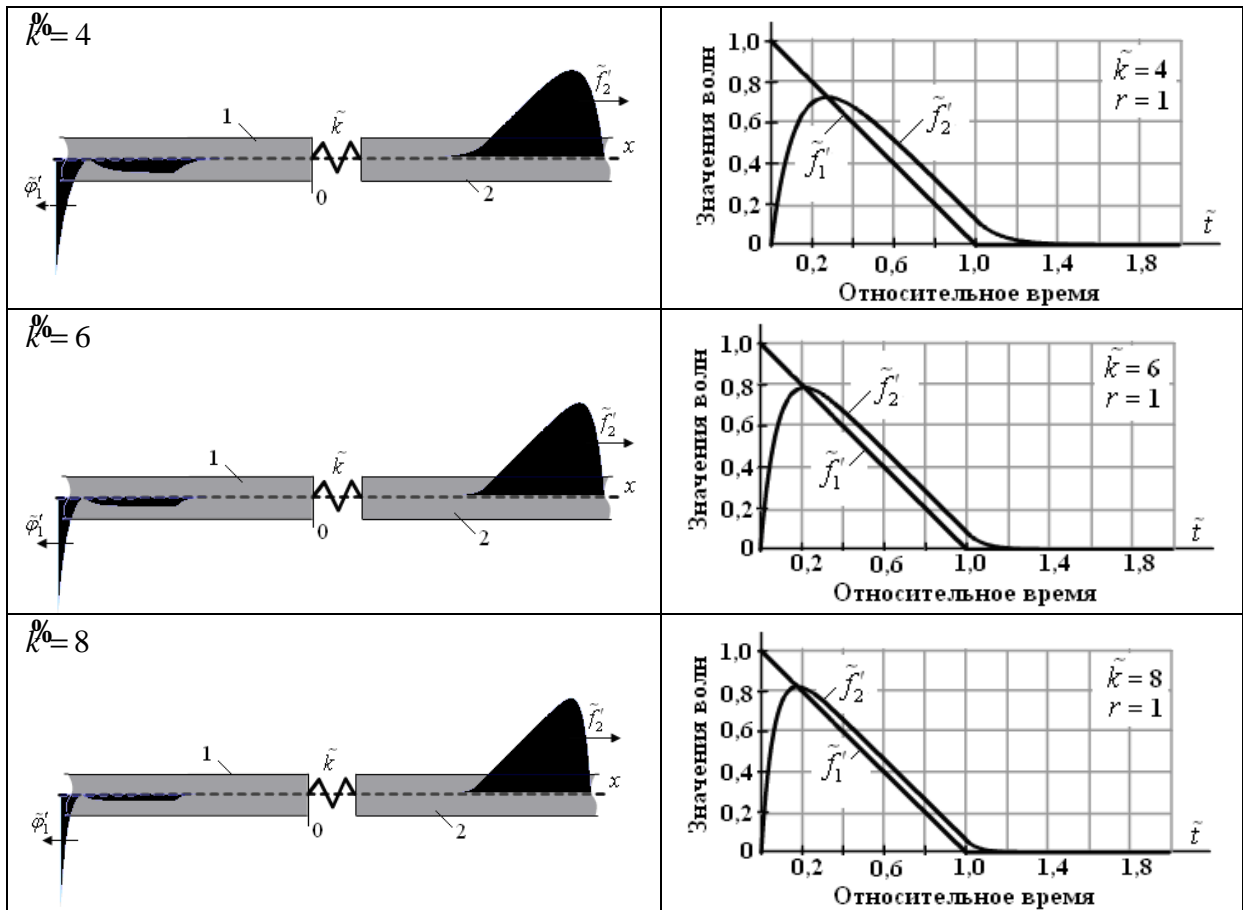 k% = 4
1
k̃
f̃′₂
x
φ̃′₁
0
2
Значения волн
1,0
0,8
0,6
0,4
0,2
0
k̃ = 4
r = 1
f̃′₂
f̃′₁
t̃
0,2 0,6 1,0 1,4 1,8
Относительное время
k% = 6
1
k̃
f̃′₂
x
φ̃′₁
0
2
Значения волн
1,0
0,8
0,6
0,4
0,2
0
k̃ = 6
r = 1
f̃′₂
f̃′₁
t̃
0,2 0,6 1,0 1,4 1,8
Относительное время
k% = 8
1
k̃
f̃′₂
x
φ̃′₁
0
2
Значения волн
1,0
0,8
0,6
0,4
0,2
0
k̃ = 8
r = 1
f̃′₂
f̃′₁
t̃
0,2 0,6 1,0 1,4 1,8
Относительное время